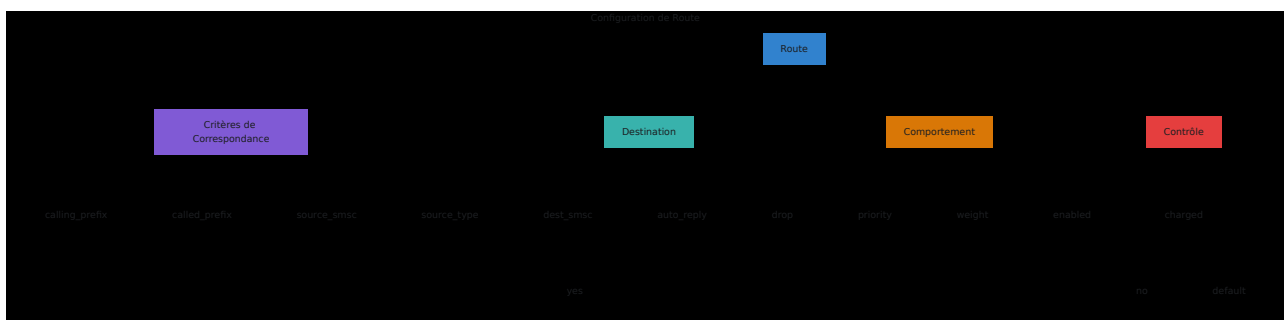 Configuration de Route
Route
Critères de
Correspondance
Destination
Comportement
Contrôle
calling_prefix
called_prefix
source_smsc
source_type
dest_smsc
auto_reply
drop
priority
weight
enabled
charged
yes
no
default